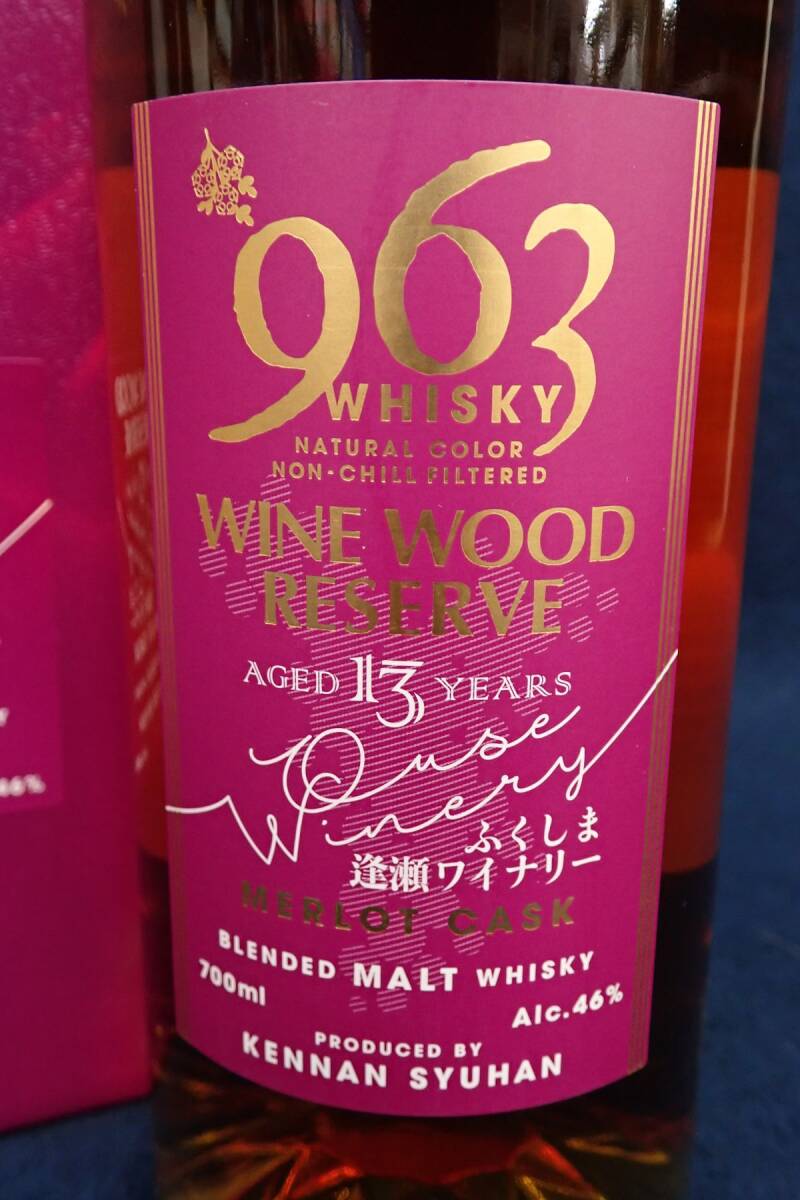 963
WHISKY
NATURAL COLOR
NON-CHILL FILTERED
WINE WOOD
RESERVE
AGED 13 YEARS
Ouse
Winery
ふくしま
逢瀬ワイナリー
MERLOT CASK
BLENDED MALT WHISKY
700ml
Alc.46%
PRODUCED BY
KENNAN SYUHAN
46%